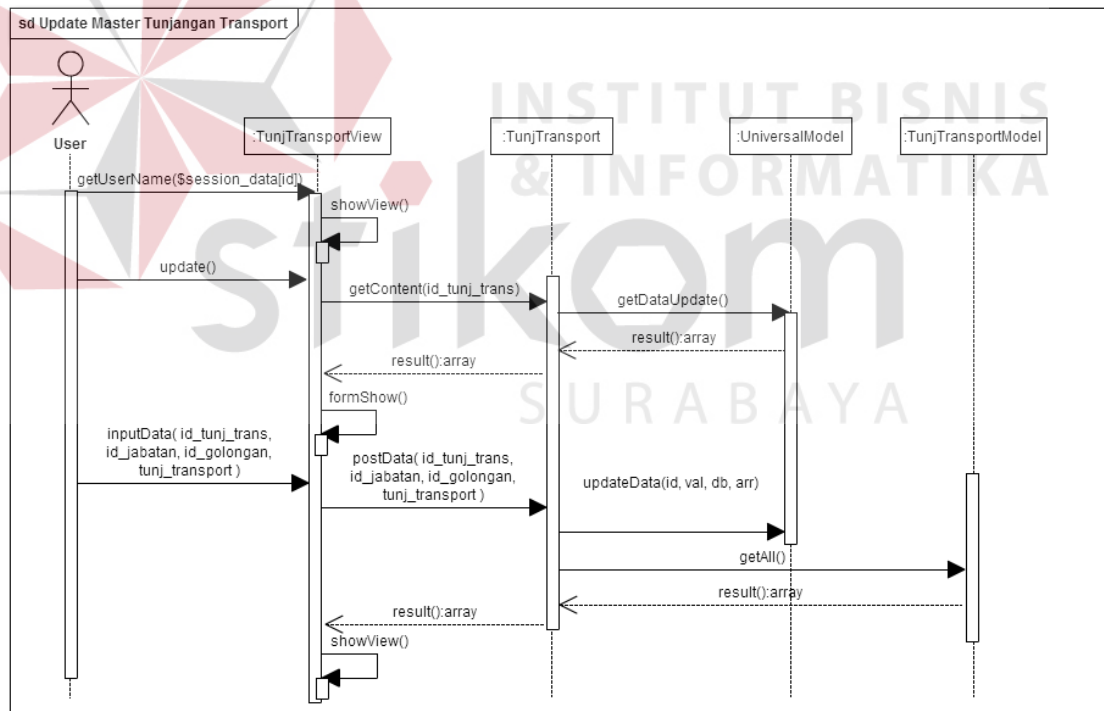 sd Update Master Tunjangan Transport
INSTITUT BISNIS
& INFORMATIKA
stikom
SURABAYA
User
:TunjTransportView
:TunjTransport
:UniversalModel
:TunjTransportModel
getUserName($session_data[id])
showView()
update()
getContent(id_tunj_trans)
getDataUpdate()
result():array
result():array
formShow()
inputData( id_tunj_trans,
id_jabatan, id_golongan,
tunj_transport )
postData( id_tunj_trans,
id_jabatan, id_golongan,
tunj_transport )
updateData(id, val, db, arr)
getAll()
result():array
result():array
showView()